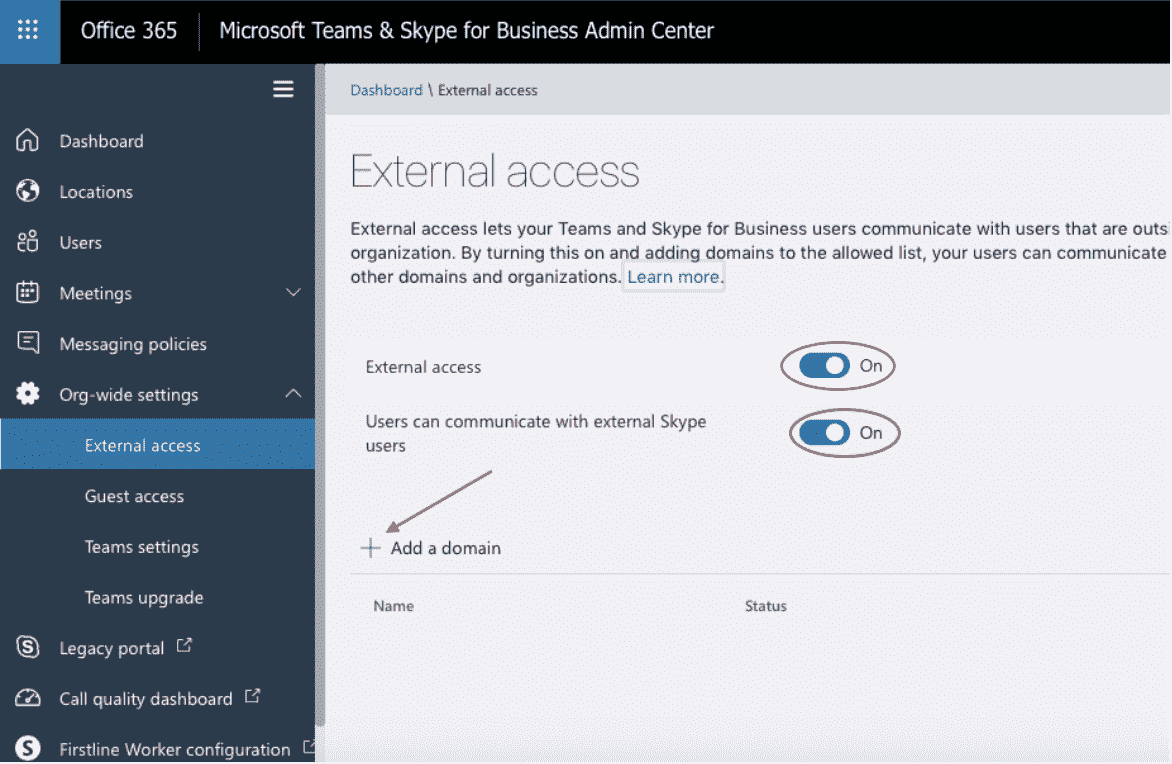 Office 365
Microsoft Teams & Skype for Business Admin Center
Dashboard
Locations
Users
Meetings
Messaging policies
Org-wide settings
External access
Guest access
Teams settings
Teams upgrade
Legacy portal
Call quality dashboard
Firstline Worker configuration
Dashboard \ External access
External access
External access lets your Teams and Skype for Business users communicate with users that are outs
organization. By turning this on and adding domains to the allowed list, your users can communicate
other domains and organizations. Learn more.
External access
On
Users can communicate with external Skype
users
On
Add a domain
Name Status